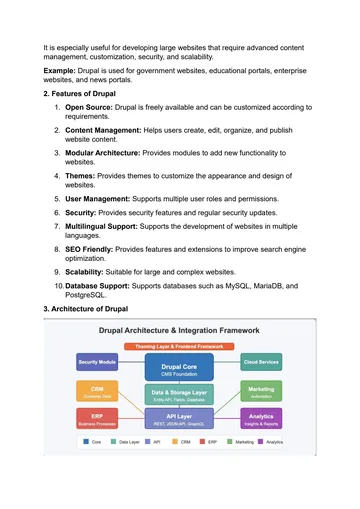 It is especially useful for developing large websites that require advanced content
management, customization, security, and scalability.
Example: Drupal is used for government websites, educational portals, enterprise
websites, and news portals.
2. Features of Drupal
1. Open Source: Drupal is freely available and can be customized according to
requirements.
2. Content Management: Helps users create, edit, organize, and publish
website content.
3. Modular Architecture: Provides modules to add new functionality to
websites.
4. Themes: Provides themes to customize the appearance and design of
websites.
5. User Management: Supports multiple user roles and permissions.
6. Security: Provides security features and regular security updates.
7. Multilingual Support: Supports the development of websites in multiple
languages.
8. SEO Friendly: Provides features and extensions to improve search engine
optimization.
9. Scalability: Suitable for large and complex websites.
10. Database Support: Supports databases such as MySQL, MariaDB, and
PostgreSQL.
3. Architecture of Drupal
Drupal Architecture & Integration Framework
Theming Layer & Frontend Framework
Security Module
Drupal Core
CMS Foundation
Cloud Services
CRM
Customer Data
Data & Storage Layer
Entity API, Fields, Database
Marketing
Automation
ERP
Business Processes
API Layer
REST, JSON:API, GraphQL
Analytics
Insights & Reports
Core
Data Layer
API
CRM
ERP
Marketing
Analytics